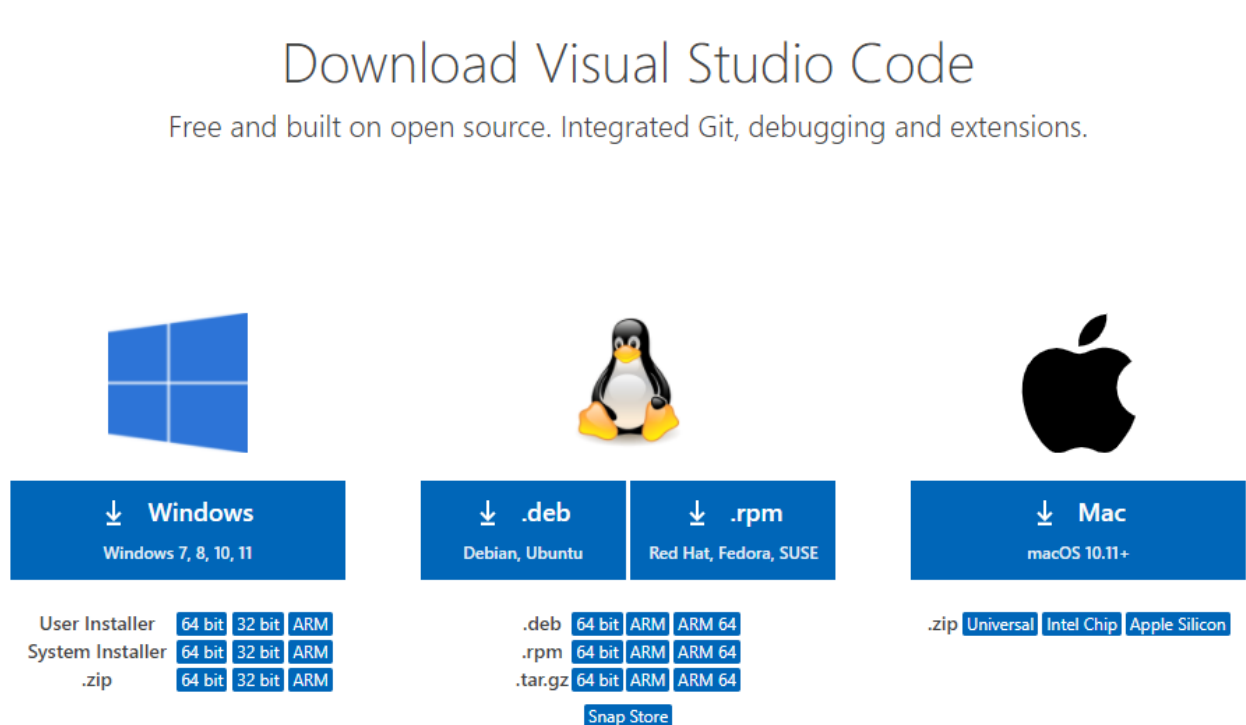 Download Visual Studio Code
Free and built on open source. Integrated Git, debugging and extensions.
Windows
Windows 7, 8, 10, 11
User Installer 64 bit 32 bit ARM
System Installer 64 bit 32 bit ARM
.zip 64 bit 32 bit ARM
.deb
Debian, Ubuntu
.rpm
Red Hat, Fedora, SUSE
.deb 64 bit ARM ARM 64
.rpm 64 bit ARM ARM 64
.tar.gz 64 bit ARM ARM 64
Snap Store
Mac
macOS 10.11+
.zip Universal Intel Chip Apple Silicon